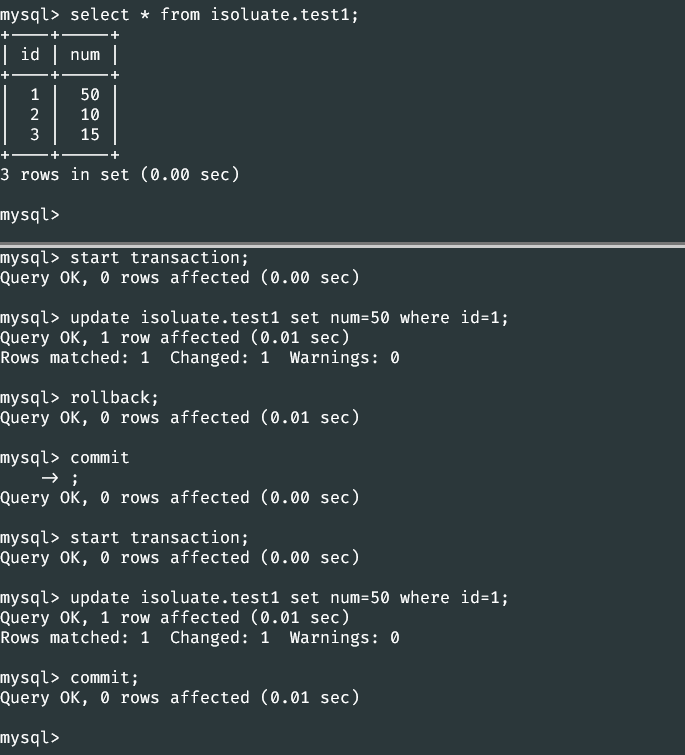 mysql> select * from isoluate.test1;
+----+-----+
| id | num |
+----+-----+
|  1 |  50 |
|  2 |  10 |
|  3 |  15 |
+----+-----+
3 rows in set (0.00 sec)
mysql>
mysql> start transaction;
Query OK, 0 rows affected (0.00 sec)
mysql> update isoluate.test1 set num=50 where id=1;
Query OK, 1 row affected (0.01 sec)
Rows matched: 1  Changed: 1  Warnings: 0
mysql> rollback;
Query OK, 0 rows affected (0.01 sec)
mysql> commit
    -> ;
Query OK, 0 rows affected (0.00 sec)
mysql> start transaction;
Query OK, 0 rows affected (0.00 sec)
mysql> update isoluate.test1 set num=50 where id=1;
Query OK, 1 row affected (0.01 sec)
Rows matched: 1  Changed: 1  Warnings: 0
mysql> commit;
Query OK, 0 rows affected (0.01 sec)
mysql>